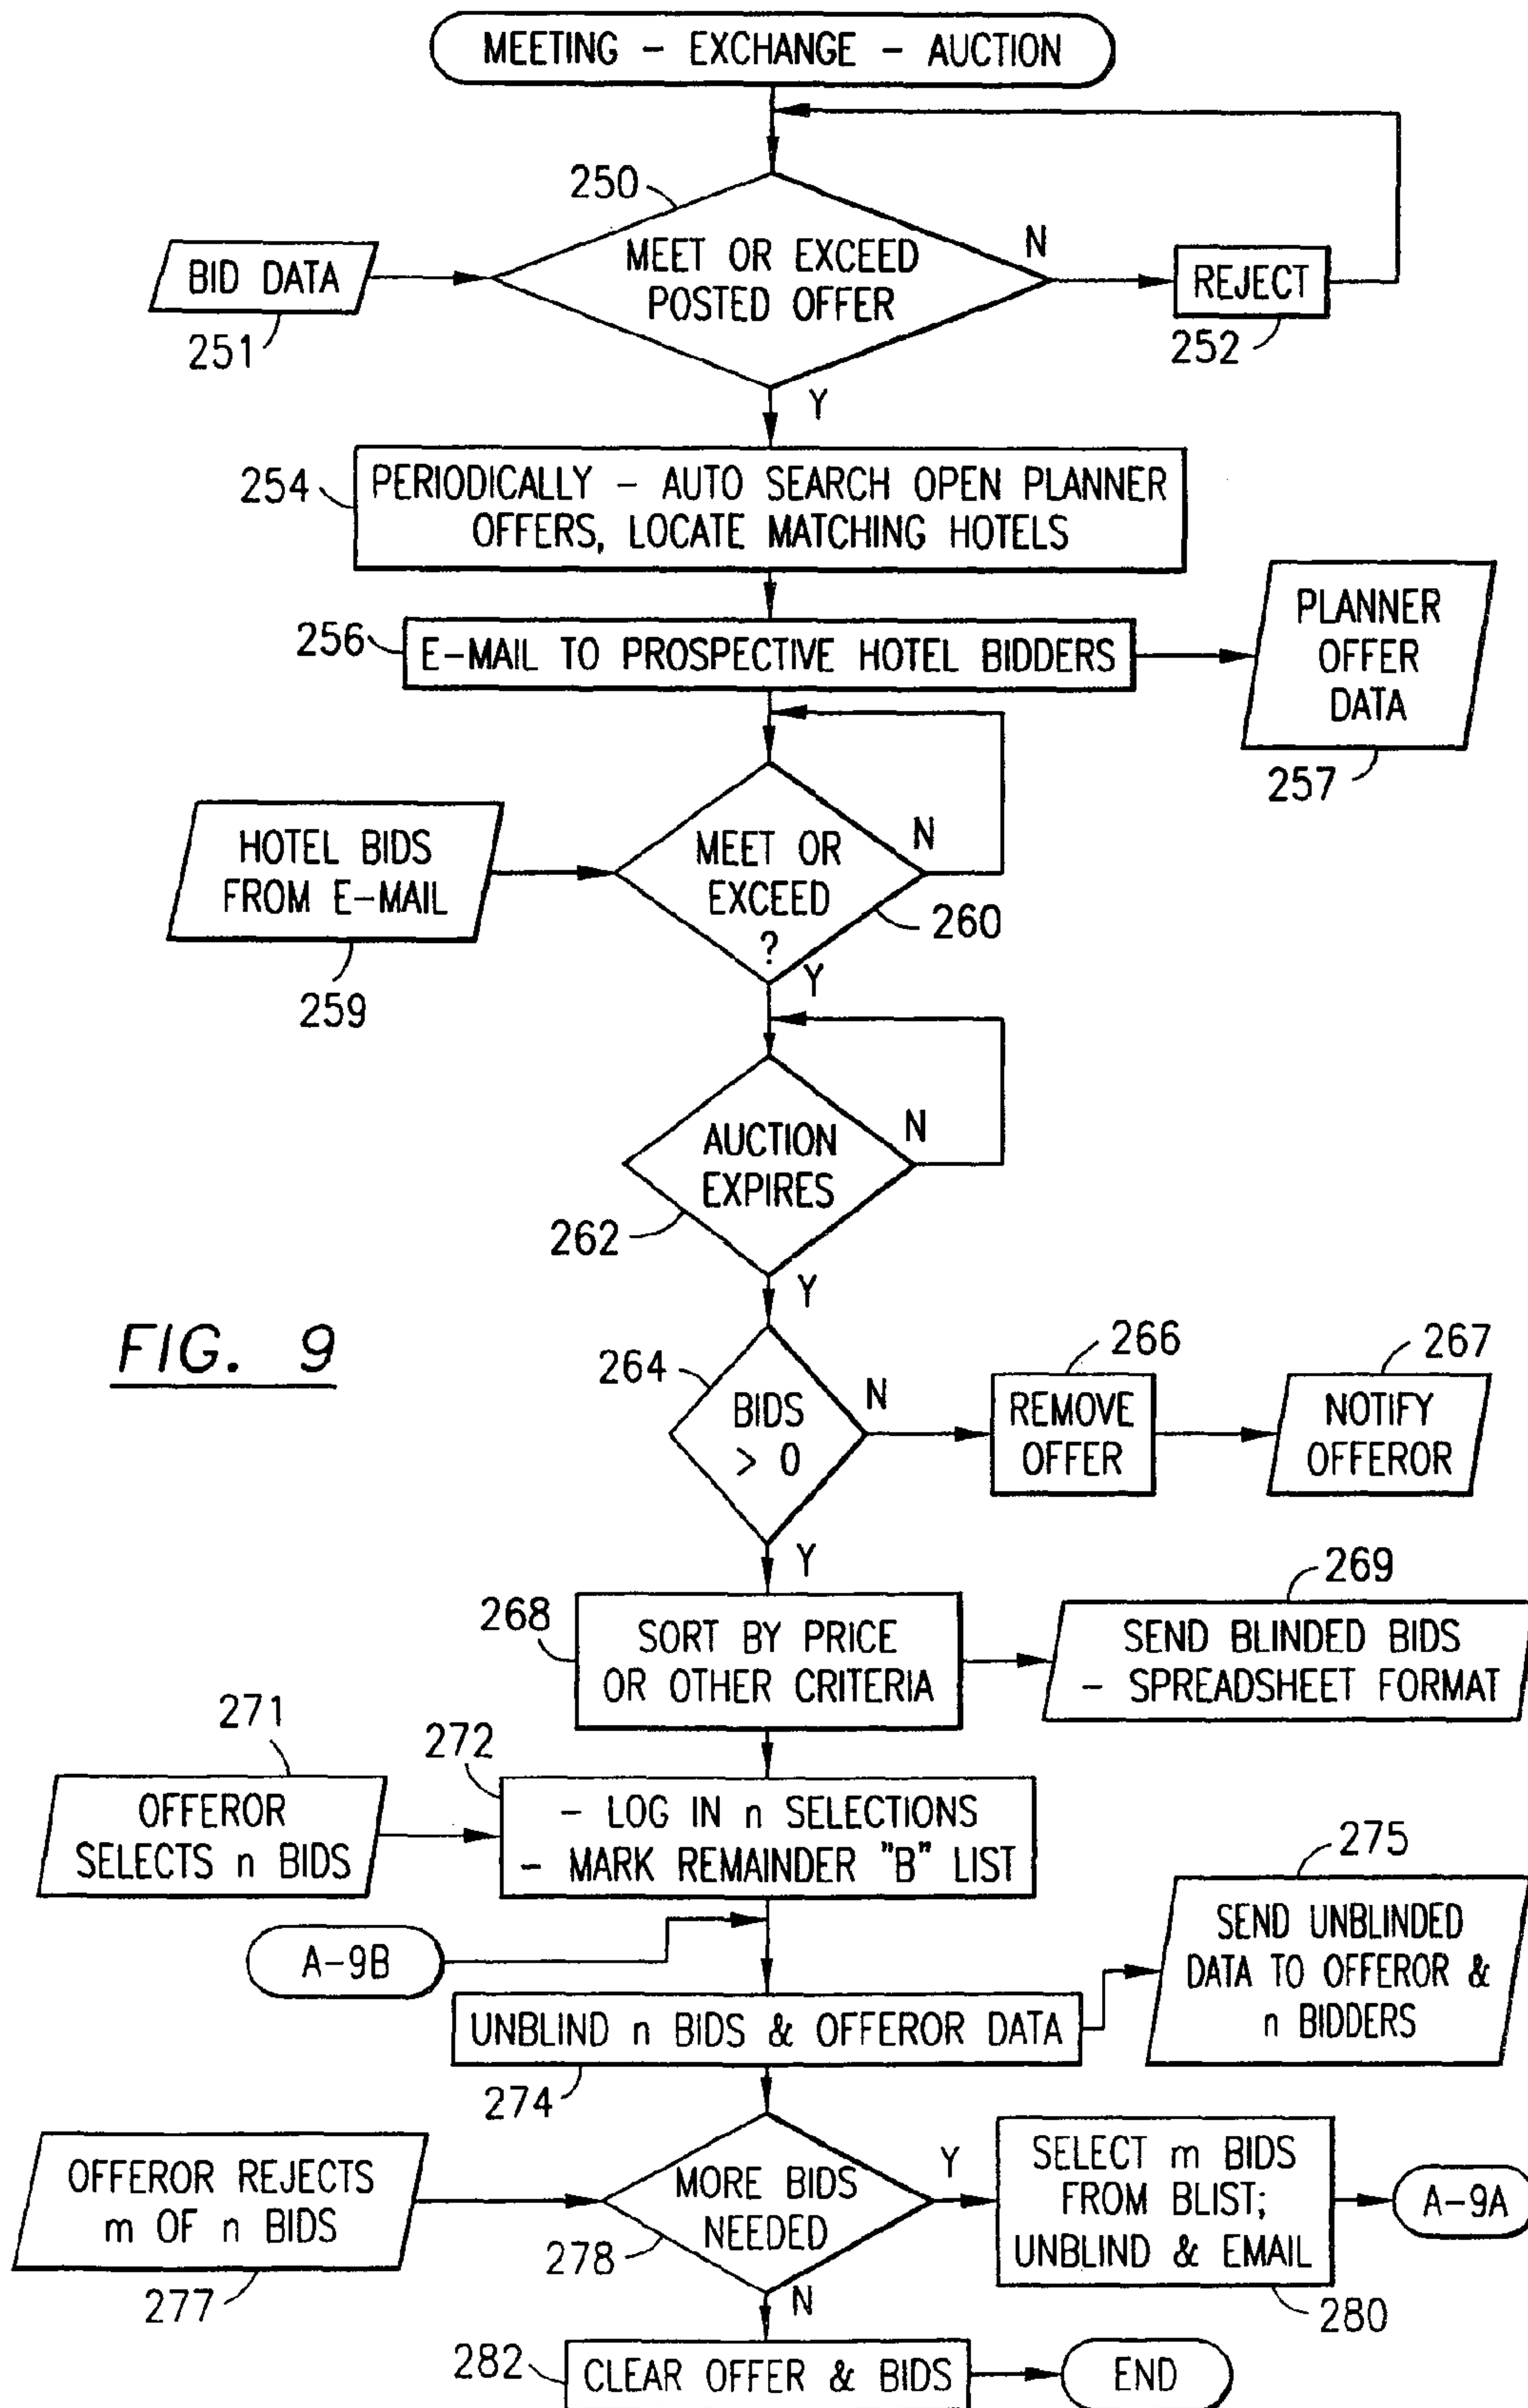 MEETING - EXCHANGE - AUCTION
250
MEET OR EXCEED
POSTED OFFER
N
BID DATA
251
REJECT
252
Y
254
PERIODICALLY - AUTO SEARCH OPEN PLANNER
OFFERS, LOCATE MATCHING HOTELS
256
E-MAIL TO PROSPECTIVE HOTEL BIDDERS
PLANNER
OFFER
DATA
257
HOTEL BIDS
FROM E-MAIL
259
MEET OR
EXCEED
?
N
260
Y
AUCTION
EXPIRES
N
262
Y
FIG. 9
264
BIDS
> 0
N
266
REMOVE
OFFER
267
NOTIFY
OFFEROR
Y
268
SORT BY PRICE
OR OTHER CRITERIA
269
SEND BLINDED BIDS
- SPREADSHEET FORMAT
271
OFFEROR
SELECTS n BIDS
272
- LOG IN n SELECTIONS
- MARK REMAINDER "B" LIST
275
SEND UNBLINDED
DATA TO OFFEROR &
n BIDDERS
A-9B
UNBLIND n BIDS & OFFEROR DATA
274
OFFEROR REJECTS
m OF n BIDS
277
MORE BIDS
NEEDED
278
Y
SELECT m BIDS
FROM BLIST;
UNBLIND & EMAIL
280
A-9A
N
282
CLEAR OFFER & BIDS
END